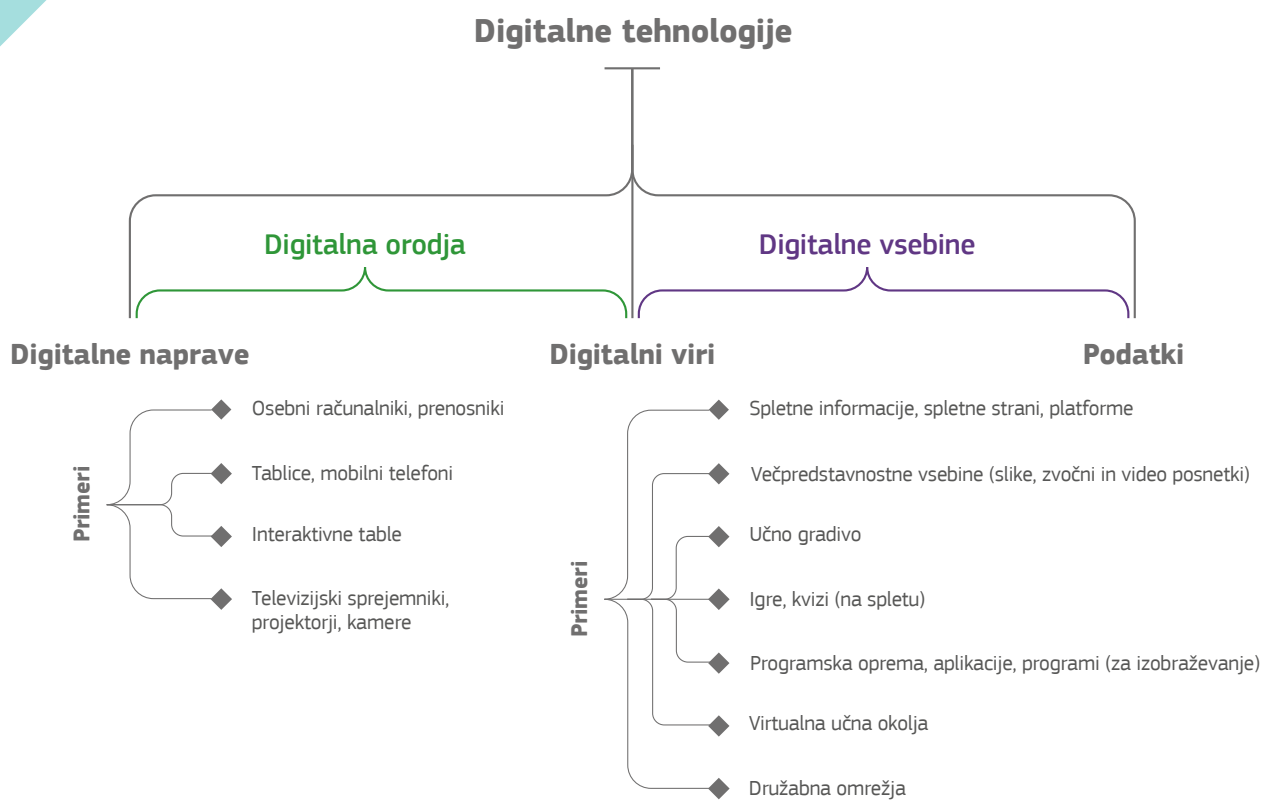 Digitalne tehnologije
Digitalna orodja
Digitalne vsebine
Digitalne naprave
Digitalni viri
Podatki
Primeri
Osebni računalniki, prenosniki
Tablice, mobilni telefoni
Interaktivne table
Televizijski sprejemniki,
projektorji, kamere
Primeri
Spletne informacije, spletne strani, platforme
Večpredstavnostne vsebine (slike, zvočni in video posnetki)
Učno gradivo
Igre, kvizi (na spletu)
Programska oprema, aplikacije, programi (za izobraževanje)
Virtualna učna okolja
Družabna omrežja